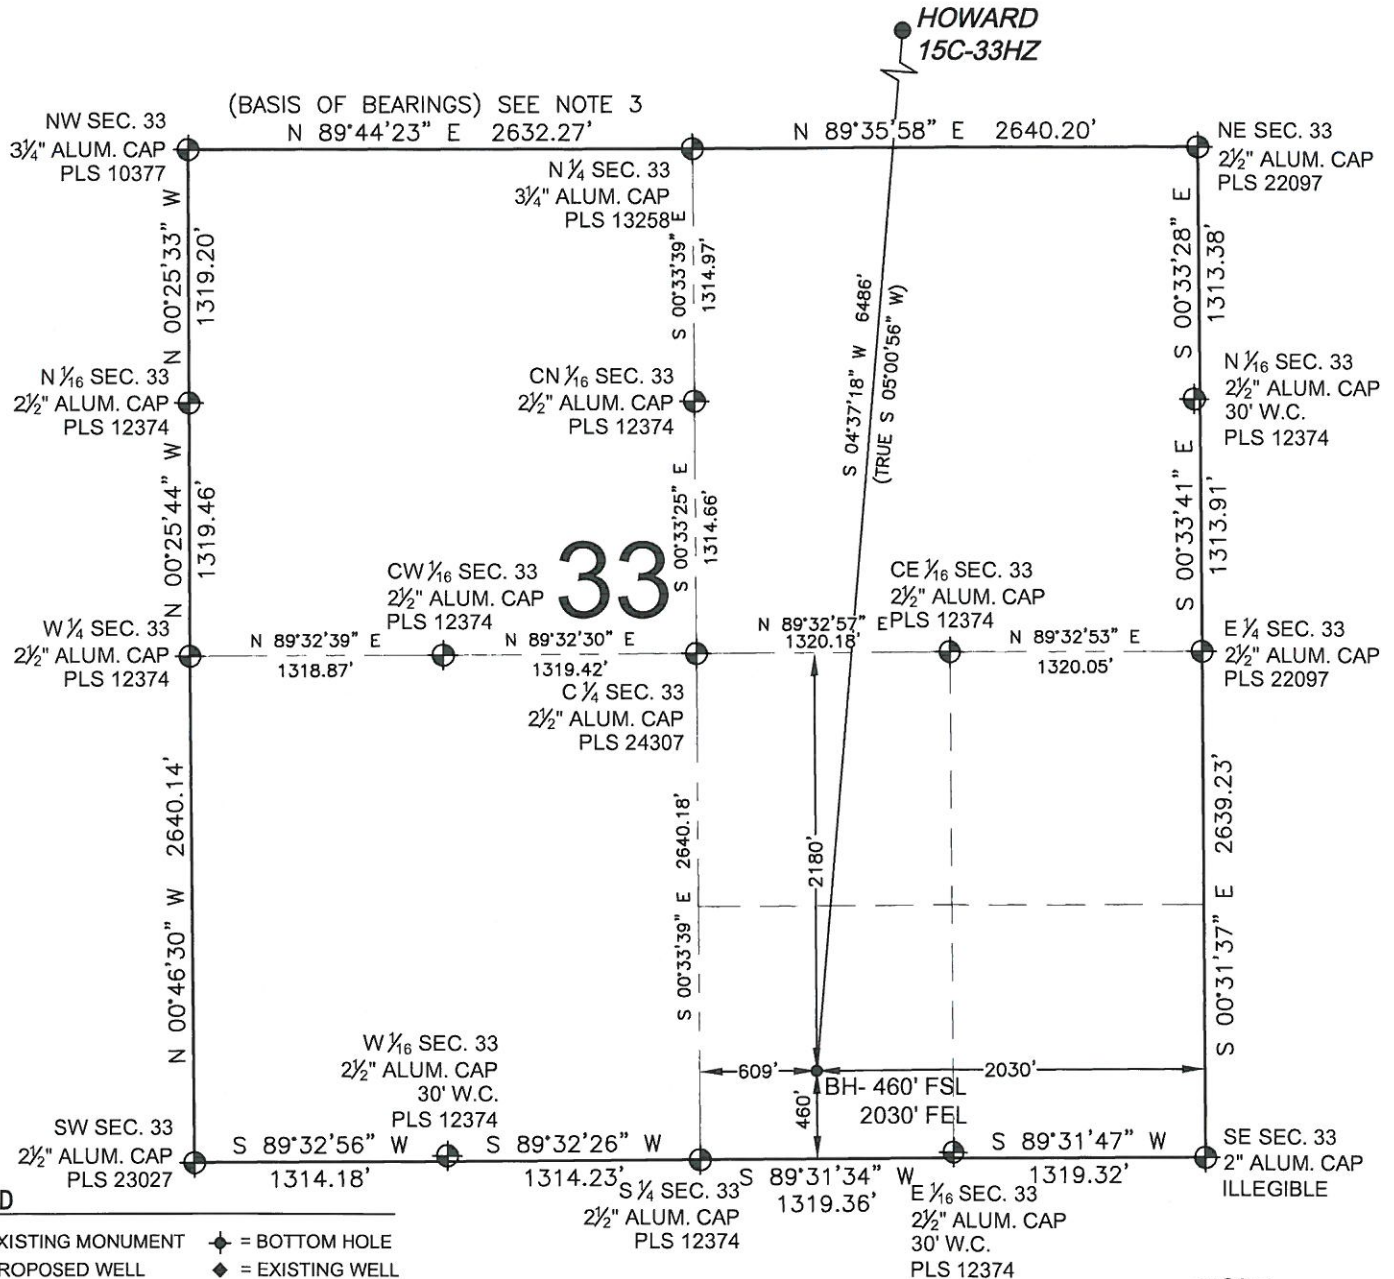 HOWARD
15C-33HZ
(BASIS OF BEARINGS) SEE NOTE 3
N 89°44'23" E 2632.27'
N 89°35'58" E 2640.20'
NW SEC. 33
3¼" ALUM. CAP
PLS 10377
N ¼ SEC. 33
3¼" ALUM. CAP
PLS 13258
NE SEC. 33
2½" ALUM. CAP
PLS 22097
N 00°25'33" W
1319.20'
S 00°33'39" E
1314.97'
S 04°37'18" W 6486'
(TRUE S 05°00'56" W)
S 00°33'28" E
1313.38'
N 1/16 SEC. 33
2½" ALUM. CAP
PLS 12374
CN 1/16 SEC. 33
2½" ALUM. CAP
PLS 12374
N 1/16 SEC. 33
2½" ALUM. CAP
30' W.C.
PLS 12374
N 00°25'44" W
1319.46'
S 00°33'25" E
1314.66'
S 00°33'41" E
1313.91'
33
CW 1/16 SEC. 33
2½" ALUM. CAP
PLS 12374
CE 1/16 SEC. 33
2½" ALUM. CAP
PLS 12374
W ¼ SEC. 33
2½" ALUM. CAP
PLS 12374
N 89°32'39" E
1318.87'
N 89°32'30" E
1319.42'
N 89°32'57" E
1320.18'
N 89°32'53" E
1320.05'
E ¼ SEC. 33
2½" ALUM. CAP
PLS 22097
C ¼ SEC. 33
2½" ALUM. CAP
PLS 24307
N 00°46'30" W 2640.14'
S 00°33'39" E 2640.18'
2180'
S 00°31'37" E 2639.23'
609'
2030'
460'
BH- 460' FSL
2030' FEL
W 1/16 SEC. 33
2½" ALUM. CAP
30' W.C.
PLS 12374
SW SEC. 33
2½" ALUM. CAP
PLS 23027
S 89°32'56" W
1314.18'
S 89°32'26" W
1314.23'
S 89°31'34" W
1319.36'
S 89°31'47" W
1319.32'
SE SEC. 33
2" ALUM. CAP
ILLEGIBLE
S ¼ SEC. 33
2½" ALUM. CAP
PLS 12374
E 1/16 SEC. 33
2½" ALUM. CAP
30' W.C.
PLS 12374
D
XISTING MONUMENT
= BOTTOM HOLE
ROPOSED WELL
= EXISTING WELL